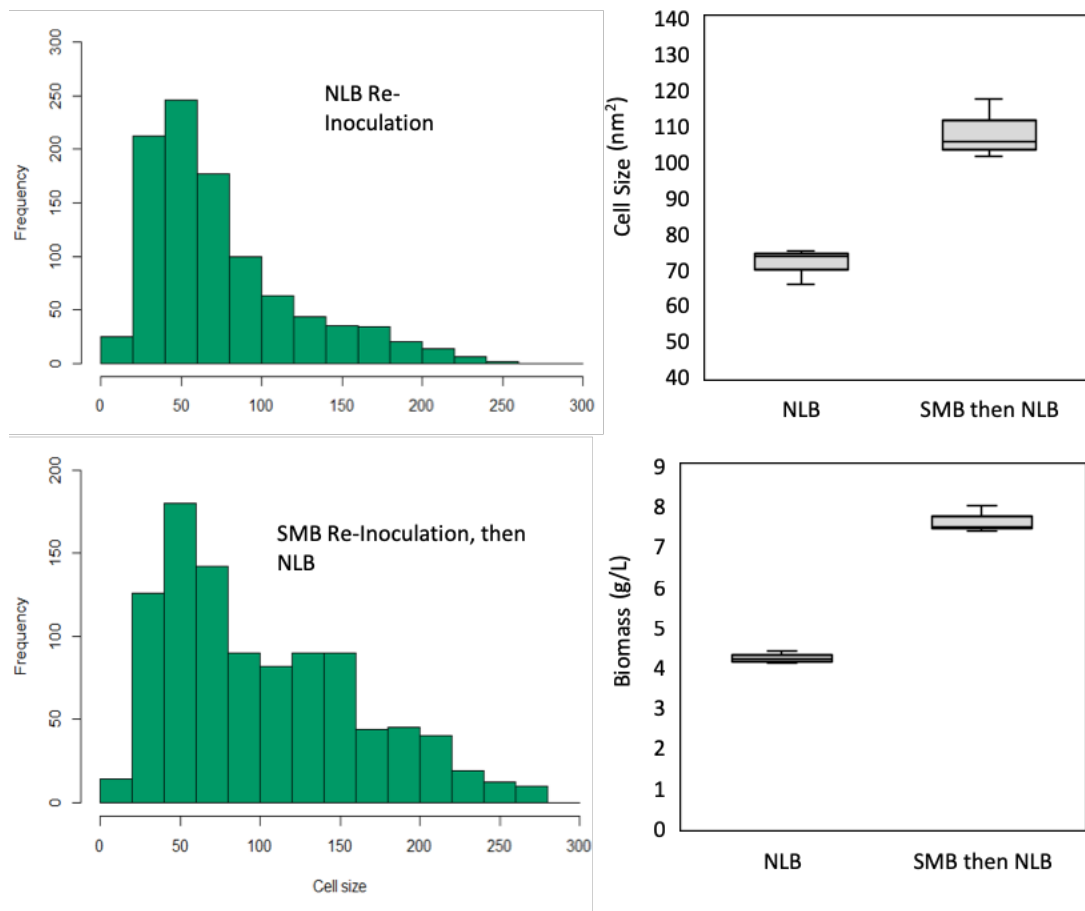 300
250
200
150
100
50
0
Frequency
NLB Re-
Inoculation
0 50 100 150 200 250 300
140
130
120
110
100
90
80
70
60
50
40
Cell Size (nm²)
NLB SMB then NLB
200
150
100
50
0
Frequency
SMB Re-Inoculation, then
NLB
0 50 100 150 200 250 300
Cell size
9
8
7
6
5
4
3
2
1
0
Biomass (g/L)
NLB SMB then NLB